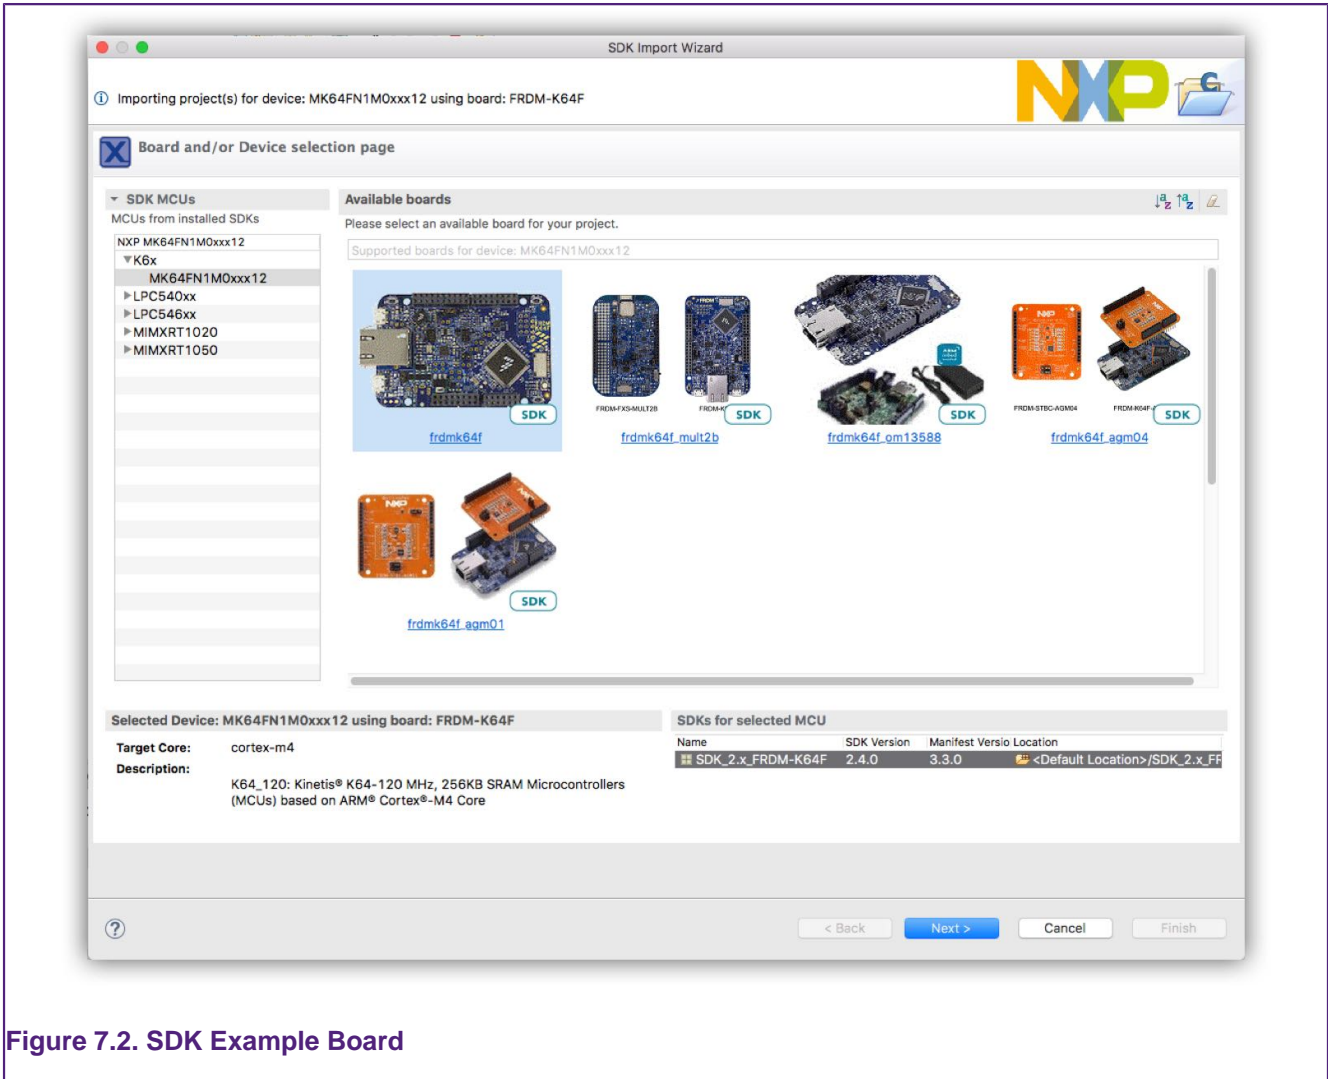 SDK Import Wizard
Importing project(s) for device: MK64FN1M0xxx12 using board: FRDM-K64F
NXP
C
Board and/or Device selection page
SDK MCUs
MCUs from installed SDKs
NXP MK64FN1M0xxx12
K6x
MK64FN1M0xxx12
LPC540xx
LPC546xx
MIMXRT1020
MIMXRT1050
Available boards
Please select an available board for your project.
Supported boards for device: MK64FN1M0xxx12
SDK
frdmk64f
FRDM-FXS-MULT2B
SDK
frdmk64f_mult2b
SDK
frdmk64f_om13588
NXP
FRDM-STBC-AGM04
SDK
frdmk64f_agm04
NXP
SDK
frdmk64f_agm01
Selected Device: MK64FN1M0xxx12 using board: FRDM-K64F
Target Core: cortex-m4
Description:
K64_120: Kinetis® K64-120 MHz, 256KB SRAM Microcontrollers
(MCUs) based on ARM® Cortex®-M4 Core
SDKs for selected MCU
Name SDK Version Manifest Versio Location
SDK_2.x_FRDM-K64F 2.4.0 3.3.0 <Default Location>/SDK_2.x_FF
< Back Next > Cancel Finish
Figure 7.2. SDK Example Board